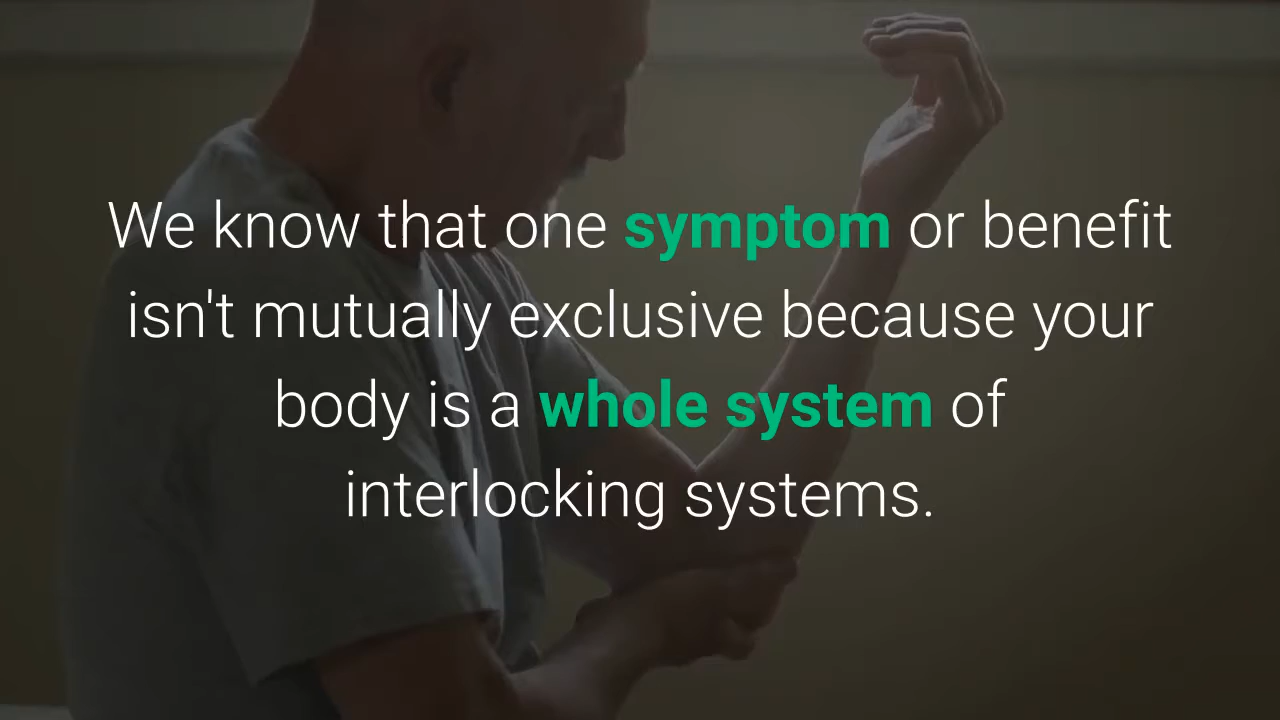 We know that one symptom or benefit
isn't mutually exclusive because your
body is a whole system of
interlocking systems.